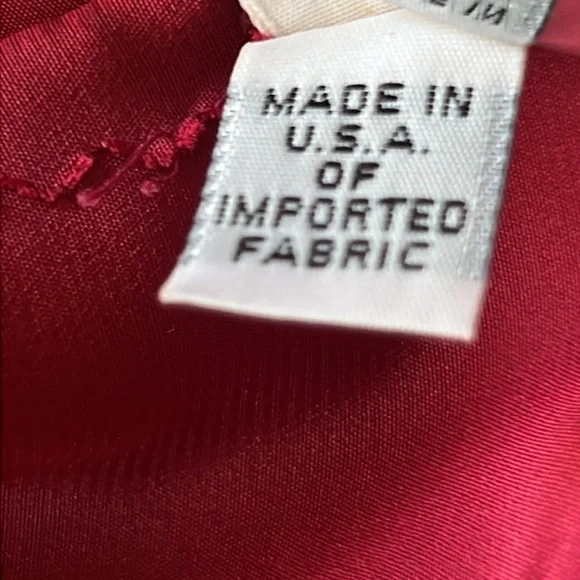 MADE IN
U.S.A.
OF
IMPORTED
FABRIC